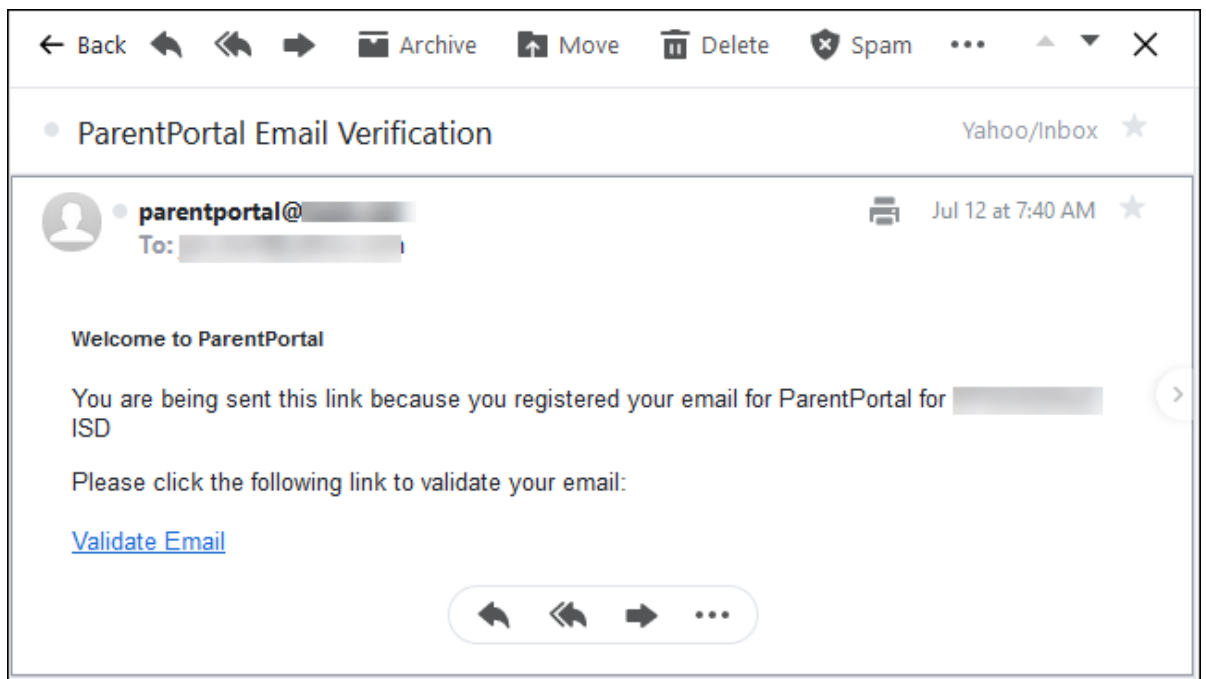 Back Archive Move Delete Spam
ParentPortal Email Verification Yahoo/Inbox
parentportal@ Jul 12 at 7:40 AM
To:
Welcome to ParentPortal
You are being sent this link because you registered your email for ParentPortal for
ISD
Please click the following link to validate your email:
Validate Email